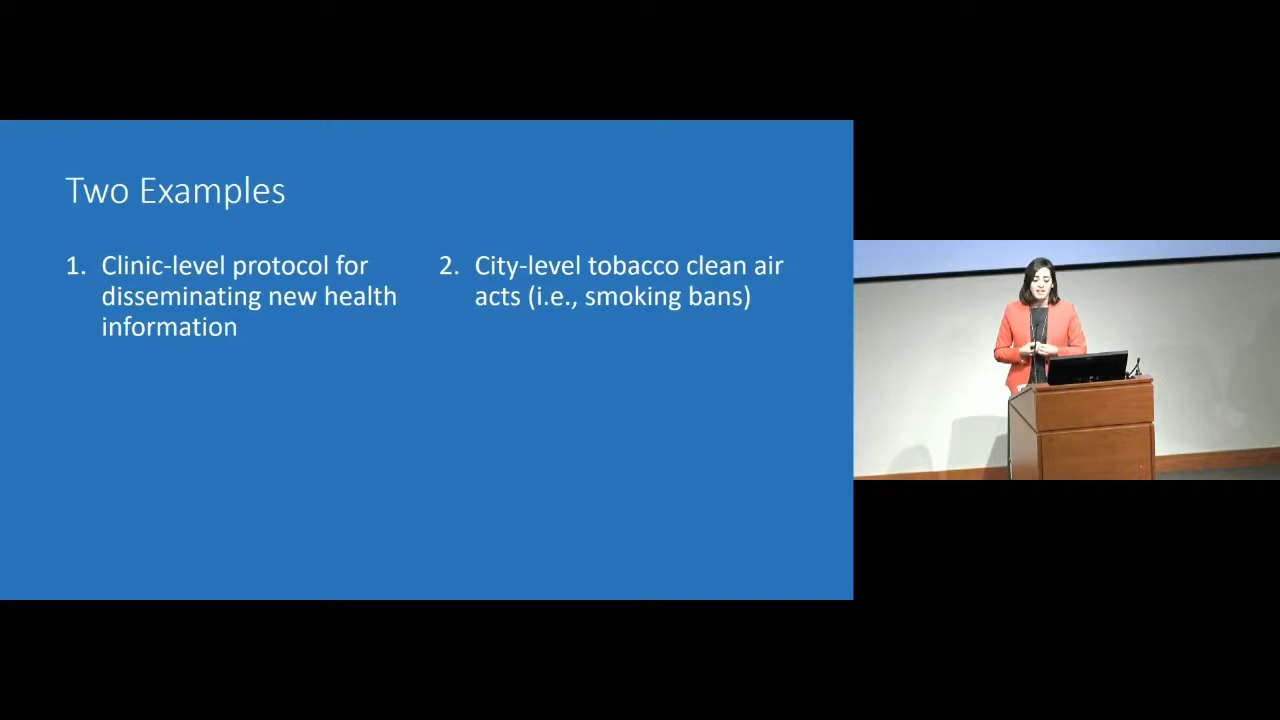 Two Examples
1. Clinic-level protocol for
disseminating new health
information
2. City-level tobacco clean air
acts (i.e., smoking bans)